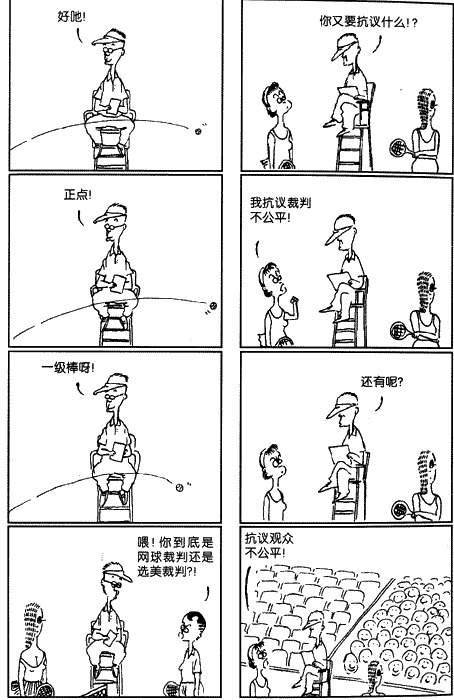 好吔!
正点!
一级棒呀!
喂!你到底是
网球裁判还是
选美裁判?!
你又要抗议什么!?
我抗议裁判
不公平!
还有呢?
抗议观众
不公平!